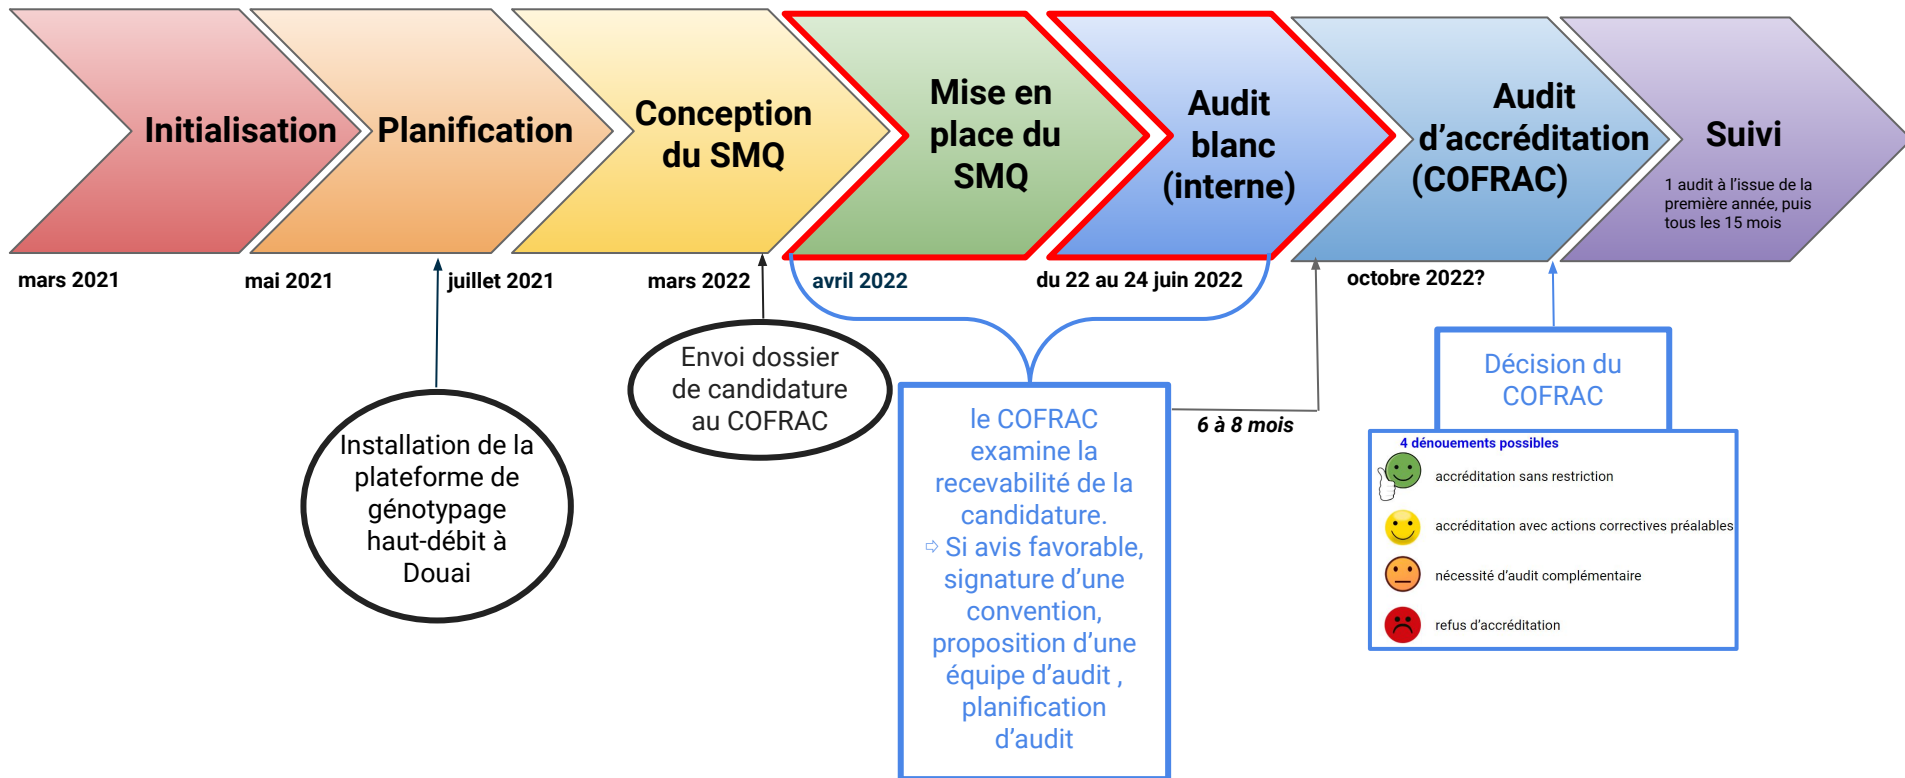 Initialisation
Planification
Conception
du SMQ
Mise en
place du
SMQ
Audit
blanc
(interne)
Audit
d’accréditation
(COFRAC)
Suivi
1 audit à l’issue de la
première année, puis
tous les 15 mois
mars 2021
mai 2021
juillet 2021
mars 2022
avril 2022
du 22 au 24 juin 2022
octobre 2022?
Installation de la
plateforme de
génotypage
haut-débit à
Douai
Envoi dossier
de candidature
au COFRAC
le COFRAC
examine la
recevabilité de la
candidature.
⇨ Si avis favorable,
signature d’une
convention,
proposition d’une
équipe d’audit ,
planification
d’audit
6 à 8 mois
Décision du
COFRAC
4 dénouements possibles
accréditation sans restriction
accréditation avec actions correctives préalables
nécessité d’audit complémentaire
refus d’accréditation